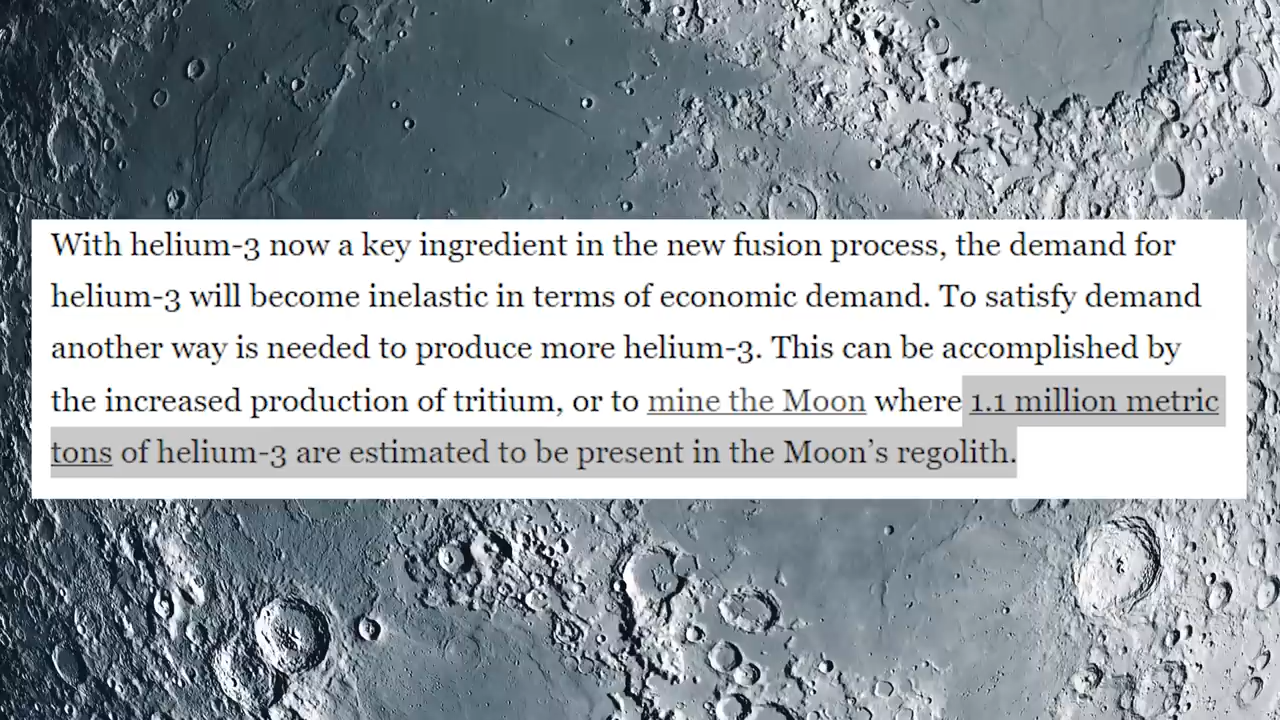 With helium-3 now a key ingredient in the new fusion process, the demand for
helium-3 will become inelastic in terms of economic demand. To satisfy demand
another way is needed to produce more helium-3. This can be accomplished by
the increased production of tritium, or to mine the Moon where 1.1 million metric
tons of helium-3 are estimated to be present in the Moon’s regolith.